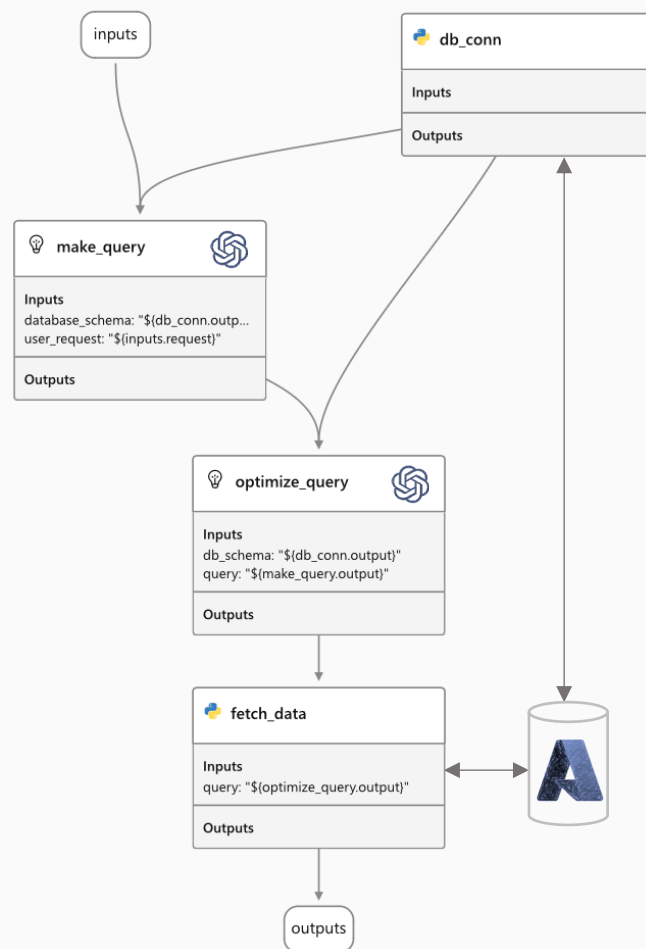 inputs
db_conn
Inputs
Outputs
make_query
Inputs
database_schema: "${db_conn.outp...
user_request: "${inputs.request}"
Outputs
optimize_query
Inputs
db_schema: "${db_conn.output}"
query: "${make_query.output}"
Outputs
fetch_data
Inputs
query: "${optimize_query.output}"
Outputs
outputs